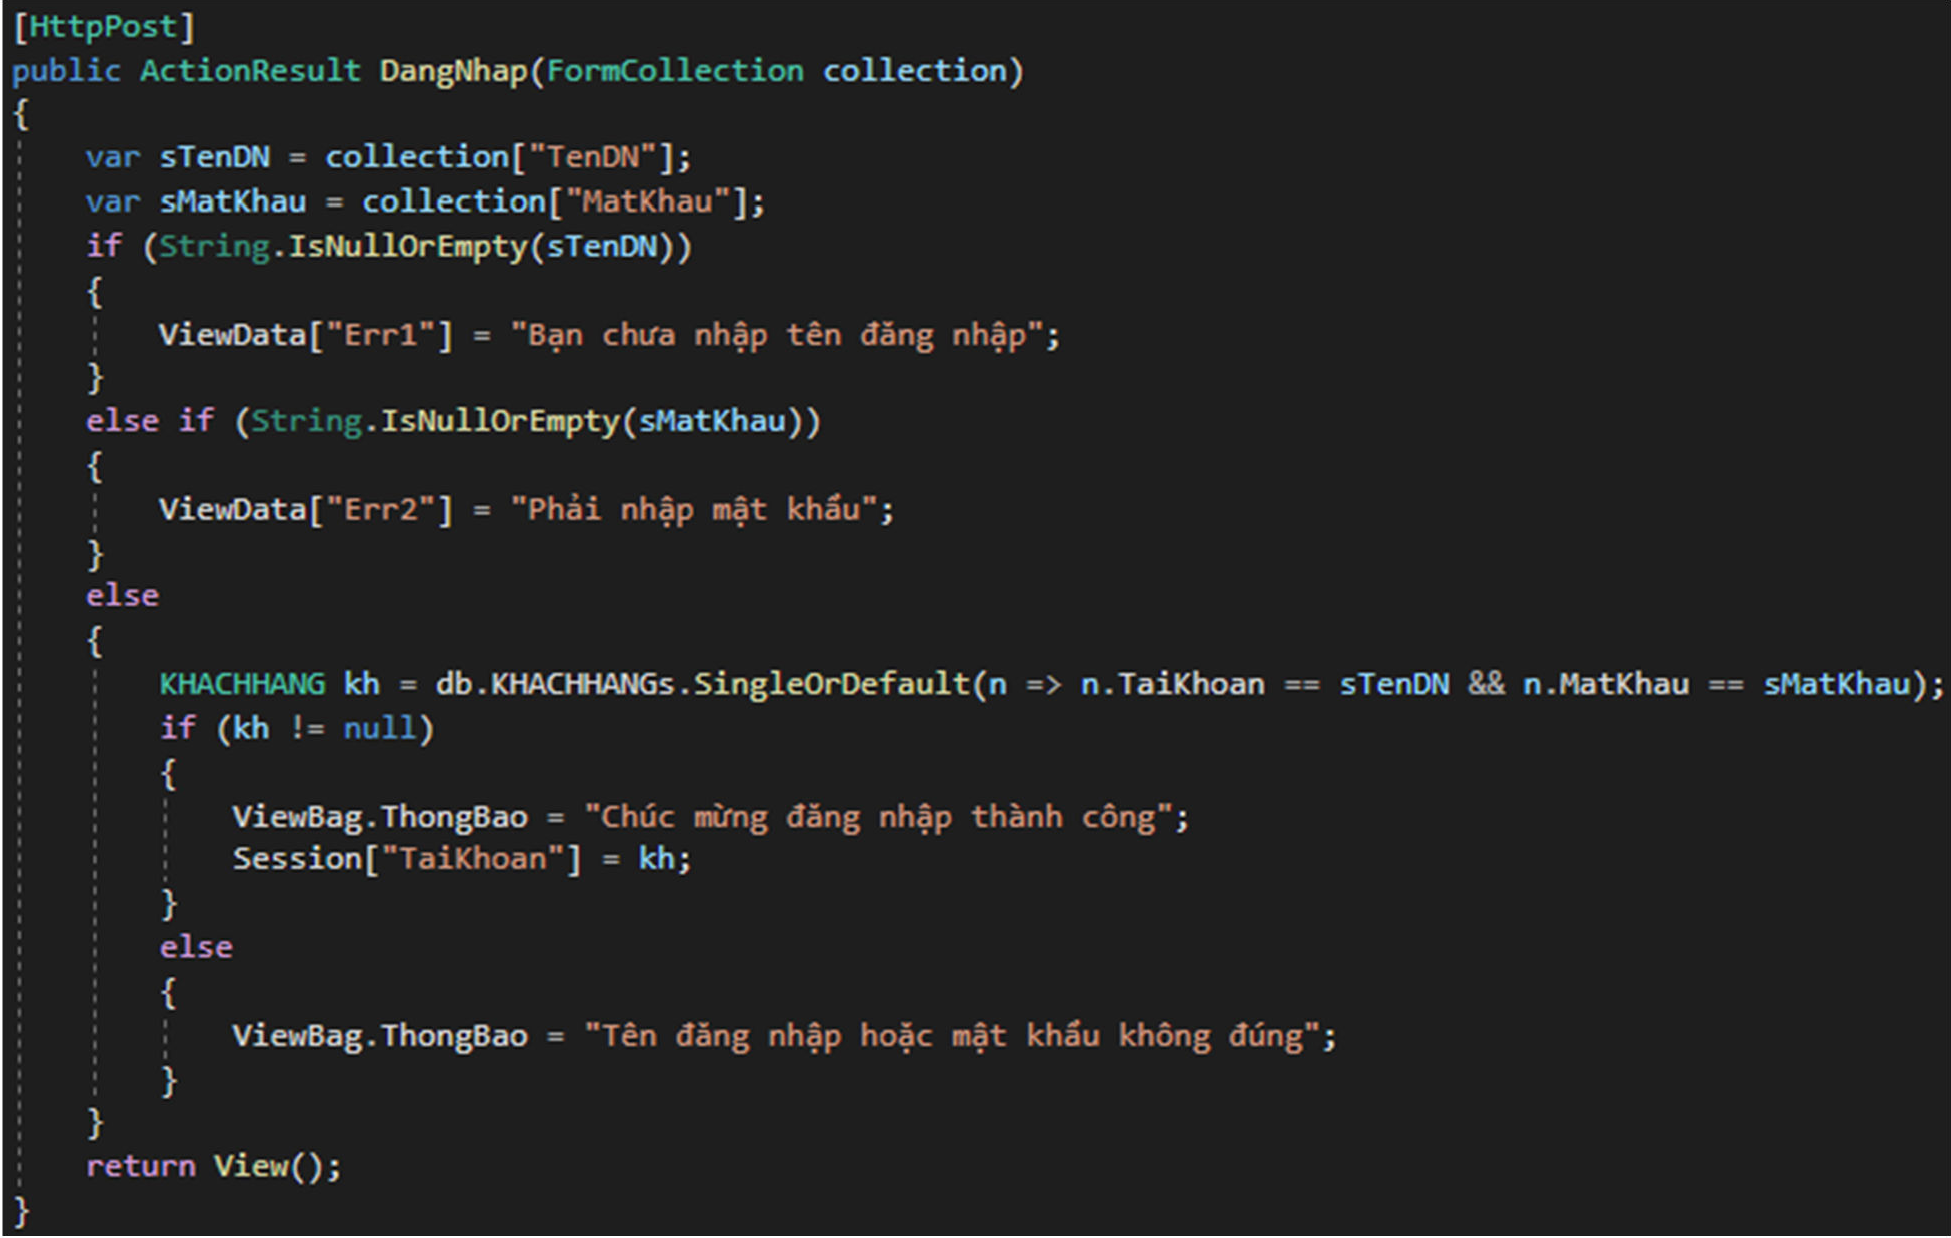 [HttpPost]
public ActionResult DangNhap(FormCollection collection)
{
    var sTenDN = collection["TenDN"];
    var sMatKhau = collection["MatKhau"];
    if (String.IsNullOrEmpty(sTenDN))
    {
        ViewData["Err1"] = "Bạn chưa nhập tên đăng nhập";
    }
    else if (String.IsNullOrEmpty(sMatKhau))
    {
        ViewData["Err2"] = "Phải nhập mật khẩu";
    }
    else
    {
        KHACHHANG kh = db.KHACHHANGs.SingleOrDefault(n => n.TaiKhoan == sTenDN && n.MatKhau == sMatKhau);
        if (kh != null)
        {
            ViewBag.ThongBao = "Chúc mừng đăng nhập thành công";
            Session["TaiKhoan"] = kh;
        }
        else
        {
            ViewBag.ThongBao = "Tên đăng nhập hoặc mật khẩu không đúng";
        }
    }
    return View();
}